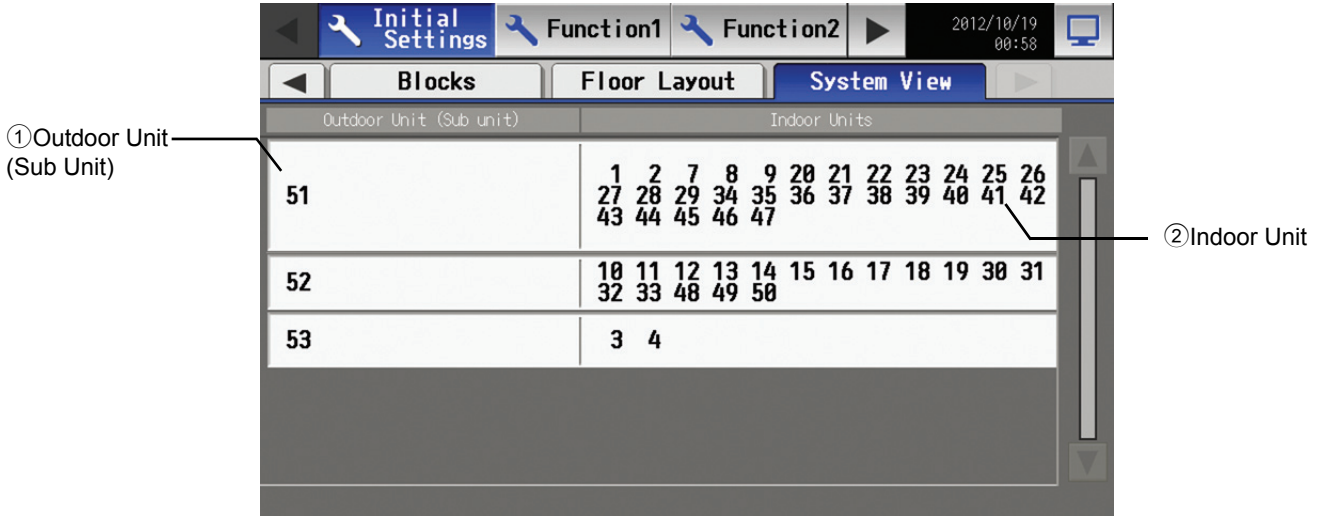 Initial
Settings
Function1
Function2
2012/10/19
00:58
Blocks
Floor Layout
System View
Outdoor Unit (Sub unit)
Indoor Units
①Outdoor Unit
(Sub Unit)
51
1 2 7 8 9 20 21 22 23 24 25 26
27 28 29 34 35 36 37 38 39 40 41 42
43 44 45 46 47
②Indoor Unit
52
10 11 12 13 14 15 16 17 18 19 30 31
32 33 48 49 50
53
3 4